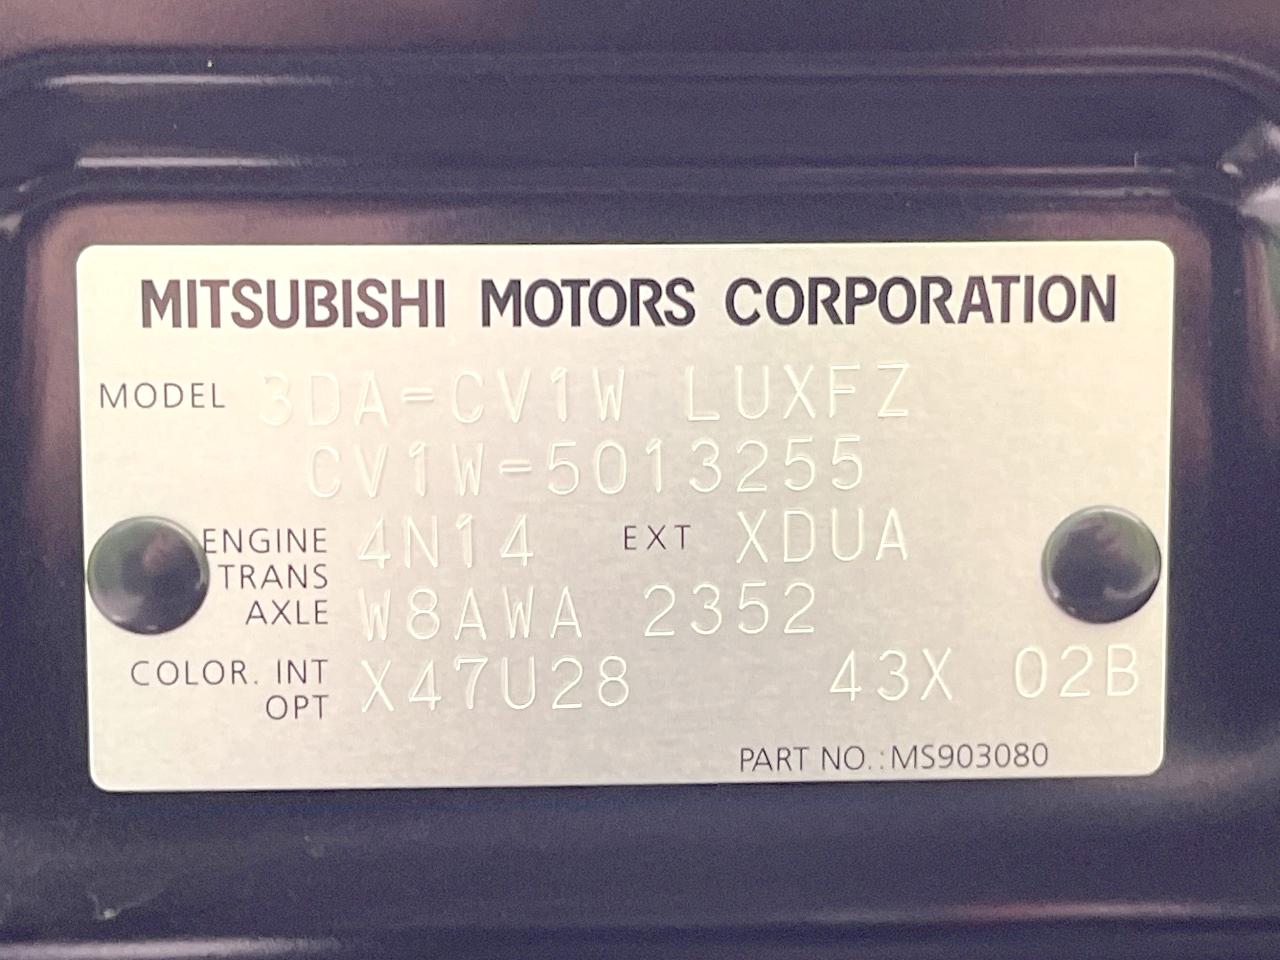 MITSUBISHI MOTORS CORPORATION
MODEL 3DA-CV1W LUXFZ
CV1W-5013255
ENGINE 4N14 EXT XDUA
TRANS
AXLE W8AWA 2352
COLOR. INT
OPT X47U28 43X 02B
PART NO.:MS903080